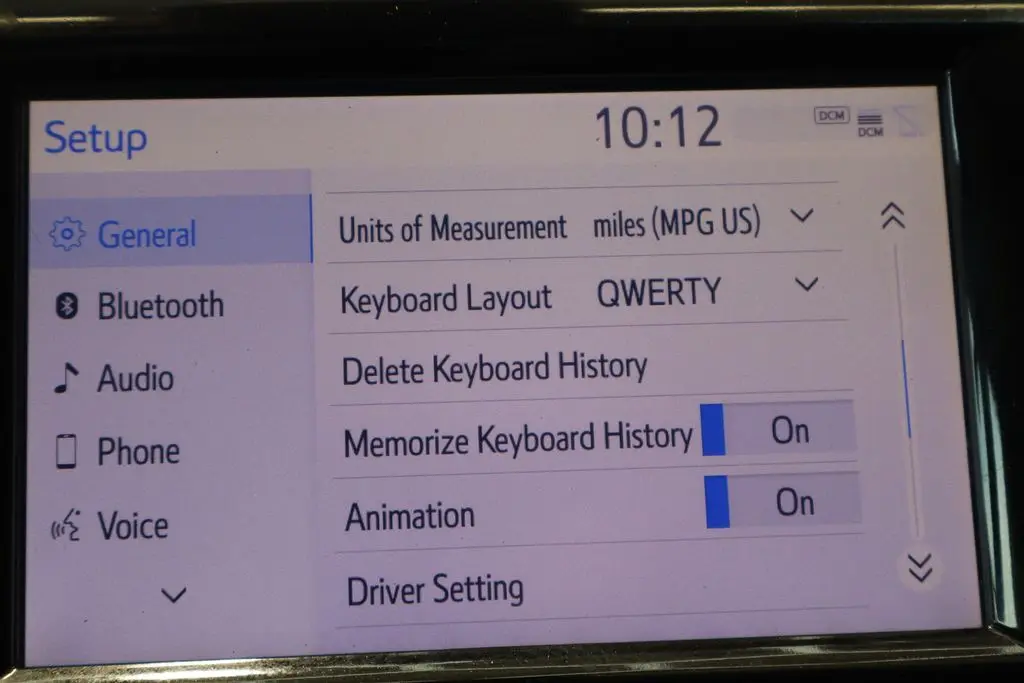 Setup
10:12
DCM
DCM
General
Bluetooth
Audio
Phone
Voice
Units of Measurement miles (MPG US)
Keyboard Layout QWERTY
Delete Keyboard History
Memorize Keyboard History On
Animation On
Driver Setting